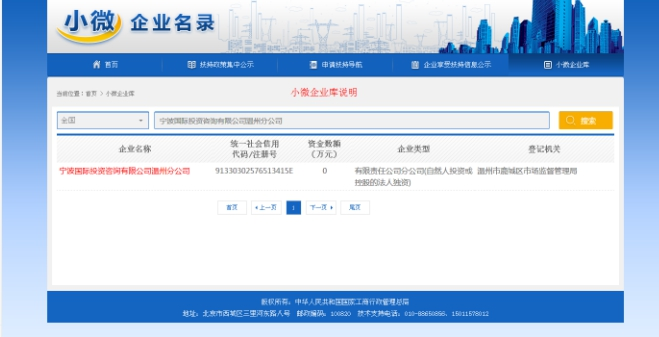 小微 企业名录
首页 扶持政策集中公示 申请扶持导航 企业享受扶持信息公示 小微企业库
当前位置：首页 > 小微企业库
小微企业库说明
全国 宁波国际投资咨询有限公司温州分公司 搜索
企业名称 统一社会信用代码/注册号 资金数额（万元） 企业类型 登记机关
宁波国际投资咨询有限公司温州分公司 91330302576513415E 0 有限责任公司分公司(自然人投资或控股的法人独资) 温州市鹿城区市场监督管理局
首页 上一页 1 下一页 尾页
版权所有：中华人民共和国国家工商行政管理总局
地址：北京市西城区三里河东路八号 邮政编码：100820 技术支持电话：010-88650856、15011578012